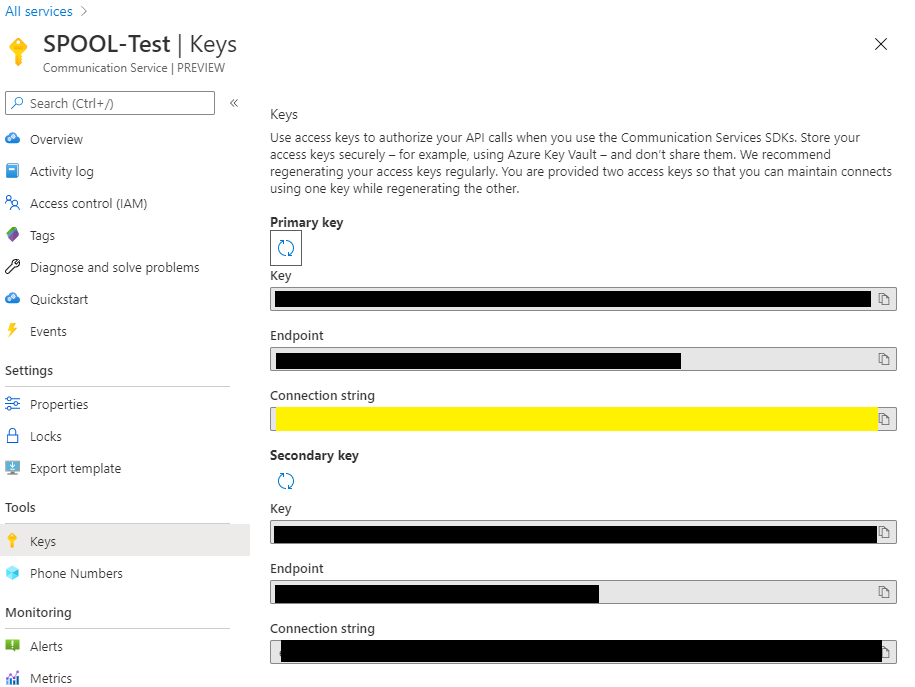 All services
SPOOL-Test | Keys
Communication Service | PREVIEW
Search (Ctrl+/)
Overview
Activity log
Access control (IAM)
Tags
Diagnose and solve problems
Quickstart
Events
Settings
Properties
Locks
Export template
Tools
Keys
Phone Numbers
Monitoring
Alerts
Metrics
Keys
Use access keys to authorize your API calls when you use the Communication Services SDKs. Store your
access keys securely – for example, using Azure Key Vault – and don't share them. We recommend
regenerating your access keys regularly. You are provided two access keys so that you can maintain connects
using one key while regenerating the other.
Primary key
Key
Endpoint
Connection string
Secondary key
Key
Endpoint
Connection string